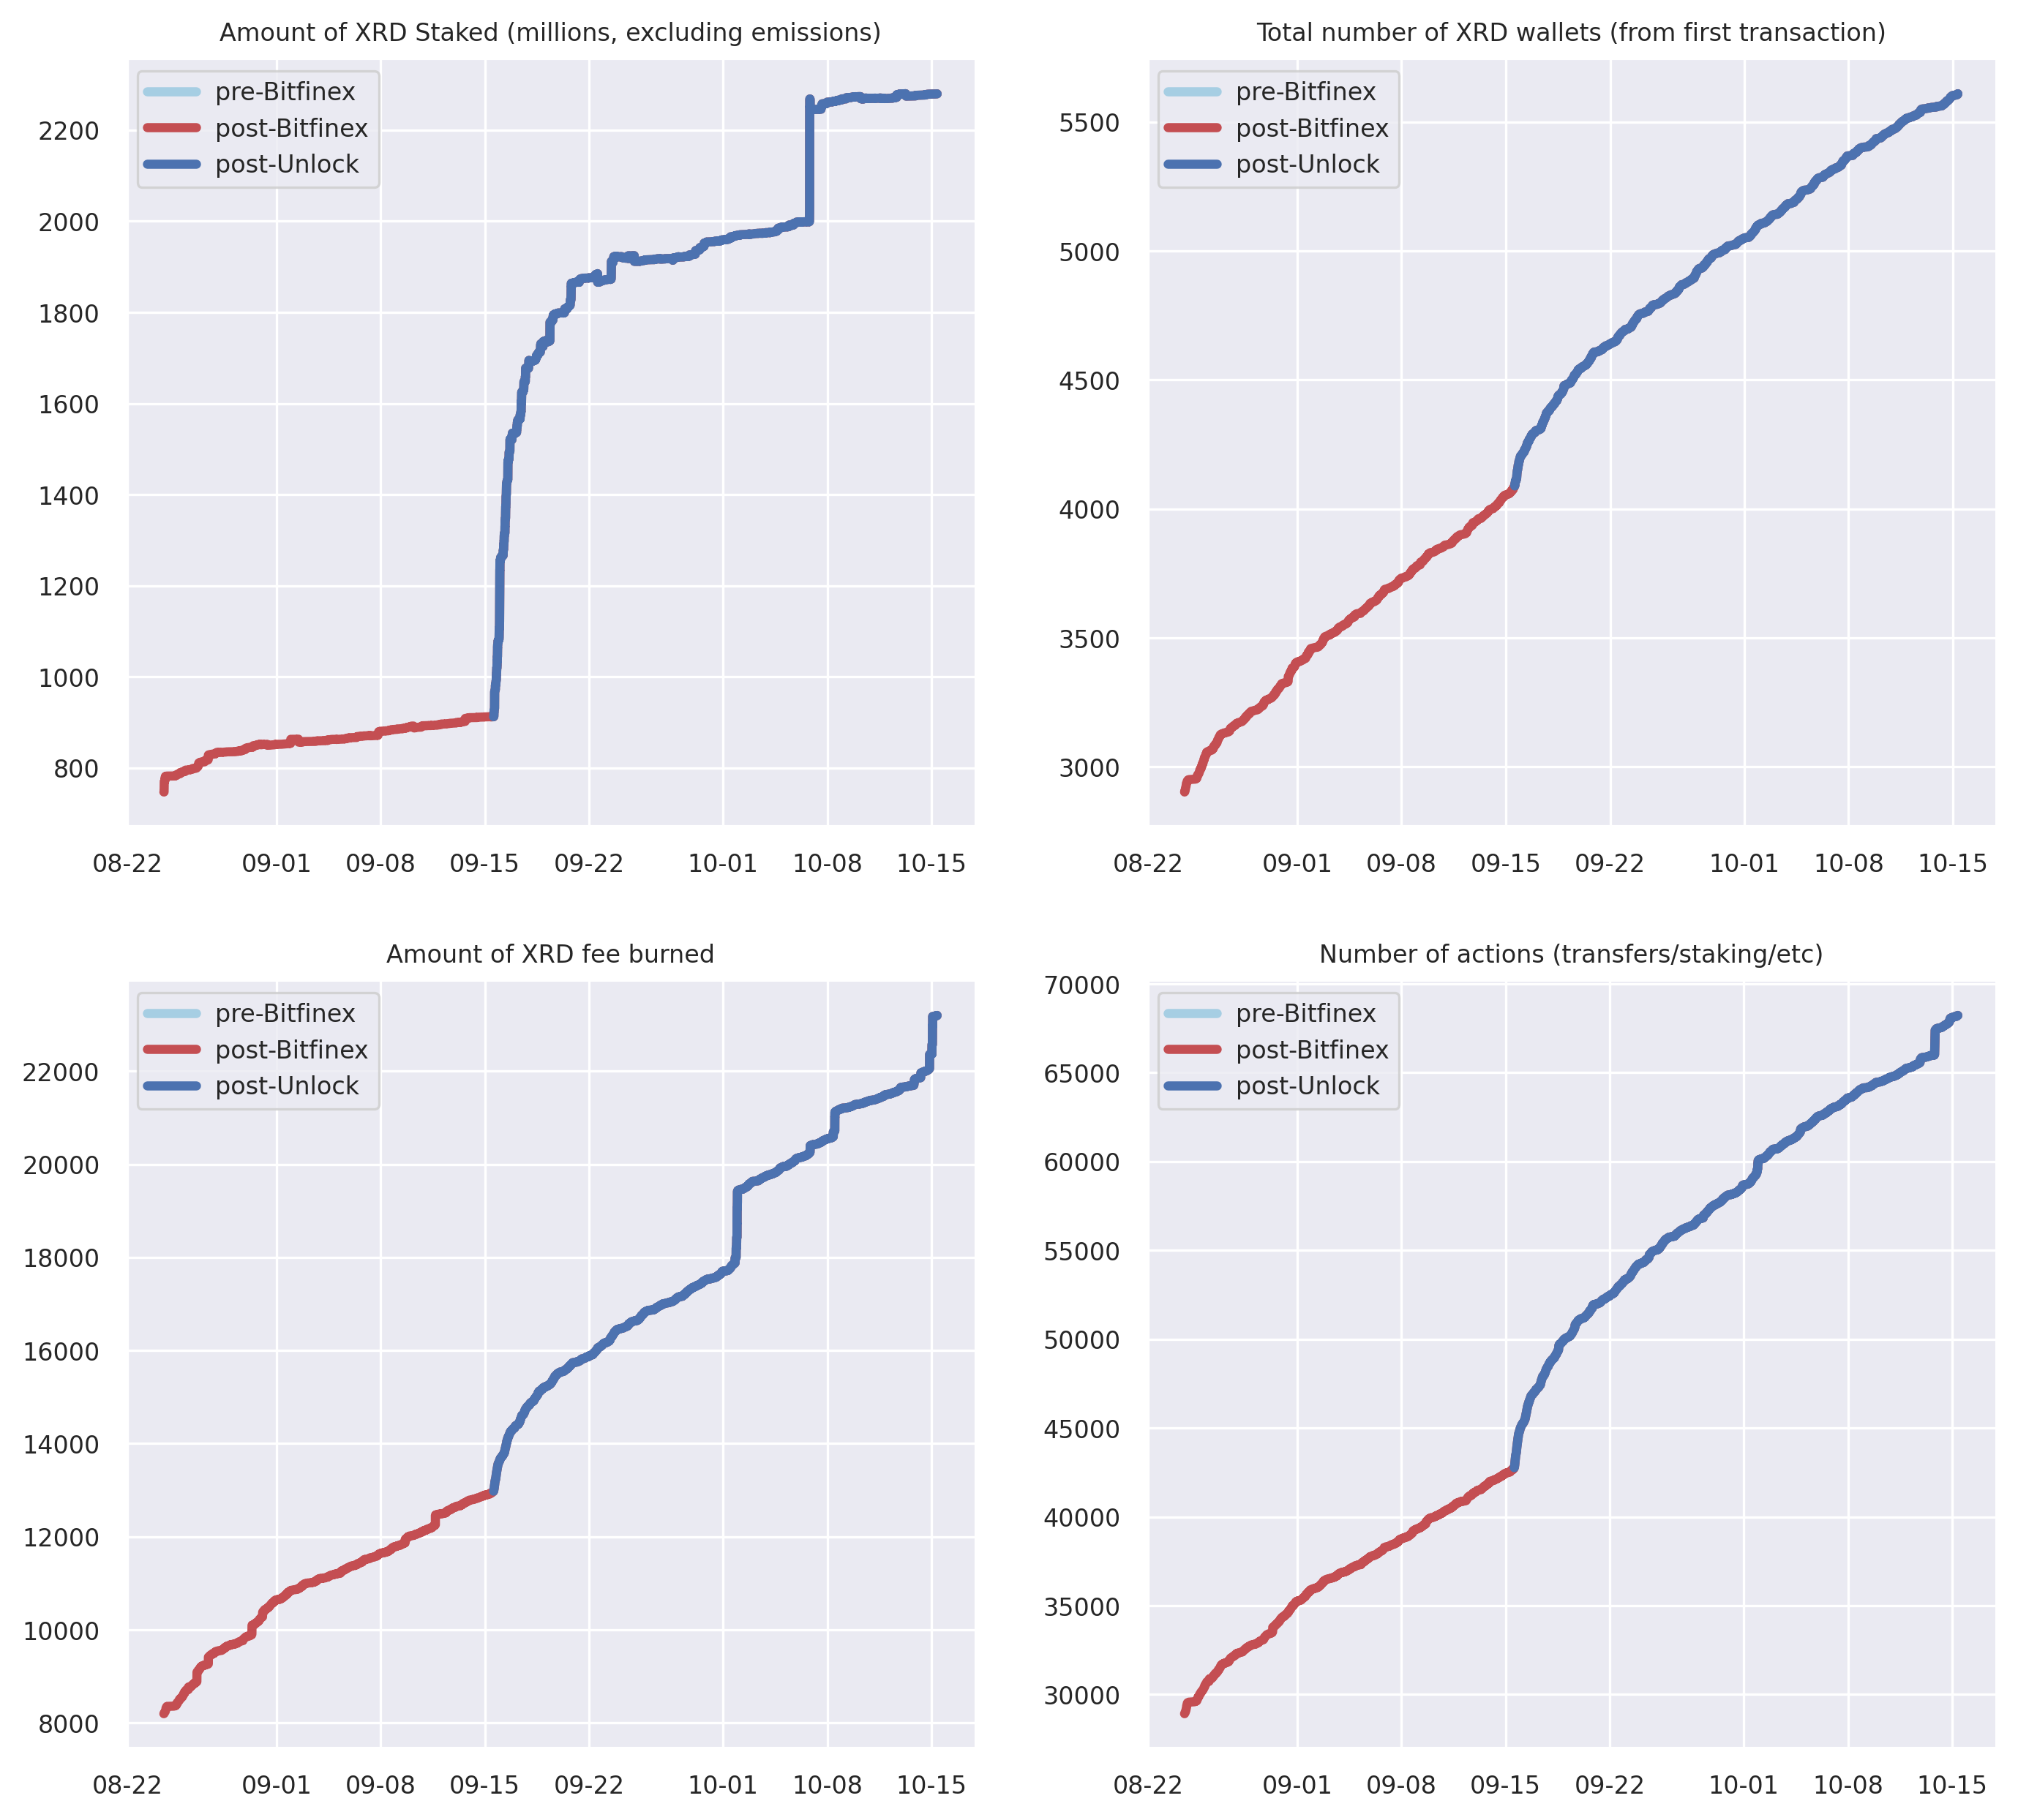 Amount of XRD Staked (millions, excluding emissions)
pre-Bitfinex
post-Bitfinex
post-Unlock
2200
2000
1800
1600
1400
1200
1000
800
08-22 09-01 09-08 09-15 09-22 10-01 10-08 10-15
Total number of XRD wallets (from first transaction)
pre-Bitfinex
post-Bitfinex
post-Unlock
5500
5000
4500
4000
3500
3000
08-22 09-01 09-08 09-15 09-22 10-01 10-08 10-15
Amount of XRD fee burned
pre-Bitfinex
post-Bitfinex
post-Unlock
22000
20000
18000
16000
14000
12000
10000
8000
08-22 09-01 09-08 09-15 09-22 10-01 10-08 10-15
Number of actions (transfers/staking/etc)
70000
pre-Bitfinex
post-Bitfinex
post-Unlock
65000
60000
55000
50000
45000
40000
35000
30000
08-22 09-01 09-08 09-15 09-22 10-01 10-08 10-15